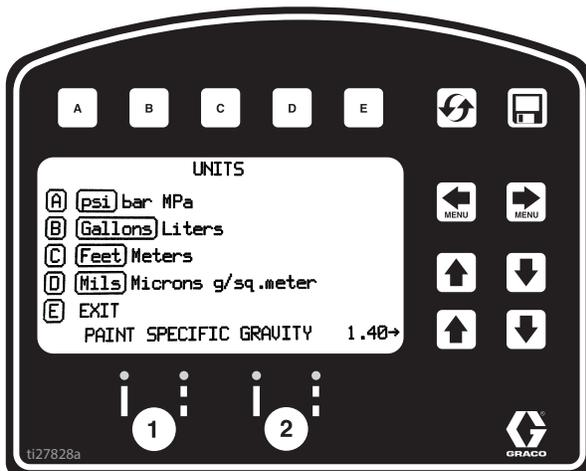 A B C D E
UNITS
A psi bar MPa
MENU MENU
B Gallons Liters
C Feet Meters
D Mils Microns g/sq.meter
E EXIT
PAINT SPECIFIC GRAVITY 1.40→
1 2
ti27828a
GRACO